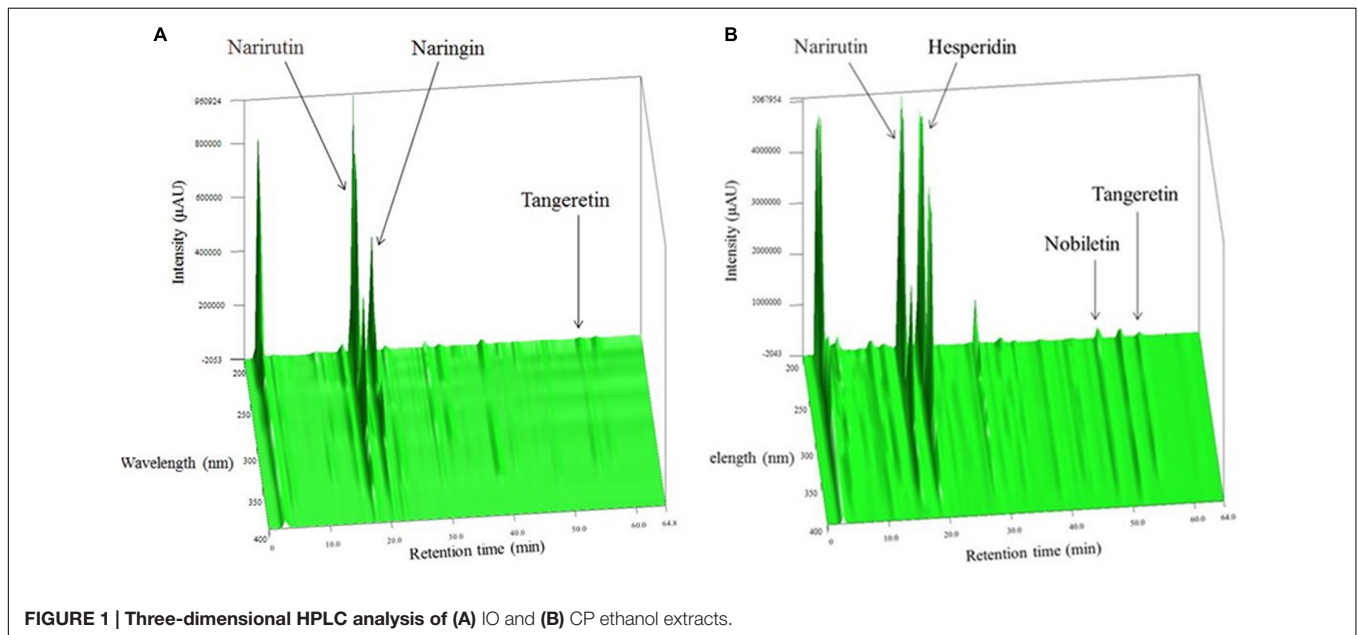 A
Narirutin
Naringin
Tangeretin
960924
800000
600000
400000
200000
-2053
Intensity (µAU)
200
250
300
350
400
Wavelength (nm)
0
10.0
20.0
30.0
40.0
50.0
60.0
64.8
Retention time (min)
B
Narirutin
Hesperidin
Nobiletin
Tangeretin
5067954
4000000
3000000
2000000
1000000
-2043
Intensity (µAU)
200
250
300
350
400
elength (nm)
0
10.0
20.0
30.0
40.0
50.0
60.0
64.0
Retention time (min)
FIGURE 1 | Three-dimensional HPLC analysis of (A) IO and (B) CP ethanol extracts.